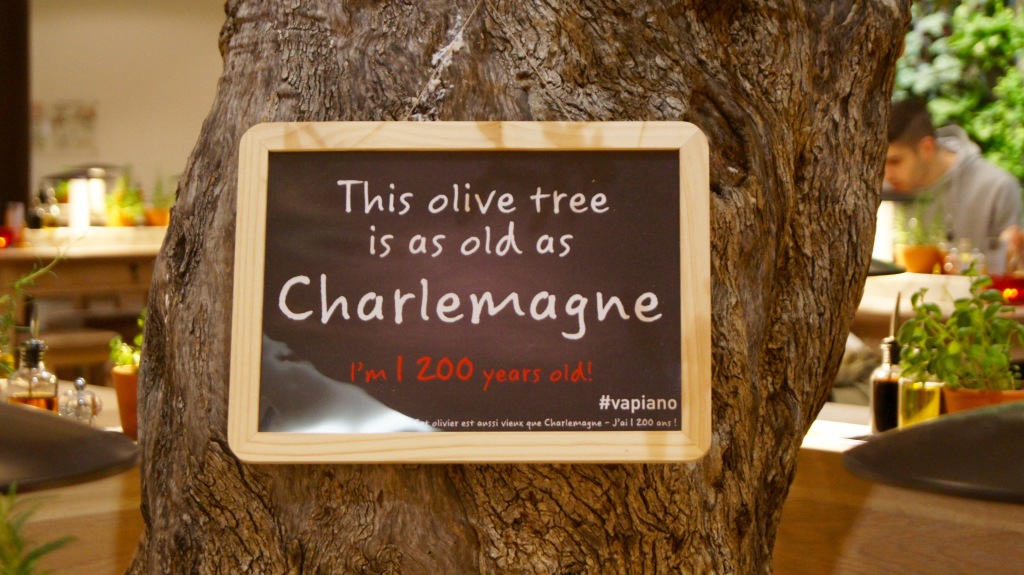 This olive tree
is as old as
Charlemagne
I'm 1 200 years old!
#vapiano
olivier est aussi vieux que Charlemagne - J'ai 1 200 ans !